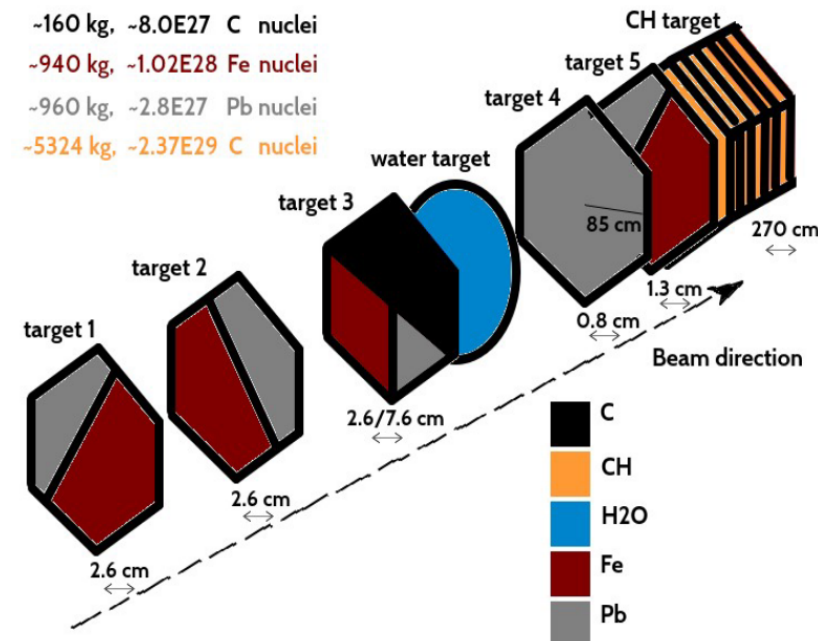 ~160 kg, ~8.0E27 C nuclei
~940 kg, ~1.02E28 Fe nuclei
~960 kg, ~2.8E27 Pb nuclei
~5324 kg, ~2.37E29 C nuclei
CH target
target 5
target 4
water target
target 3
target 2
target 1
85 cm
270 cm
1.3 cm
0.8 cm
Beam direction
2.6/7.6 cm
2.6 cm
2.6 cm
C
CH
H2O
Fe
Pb